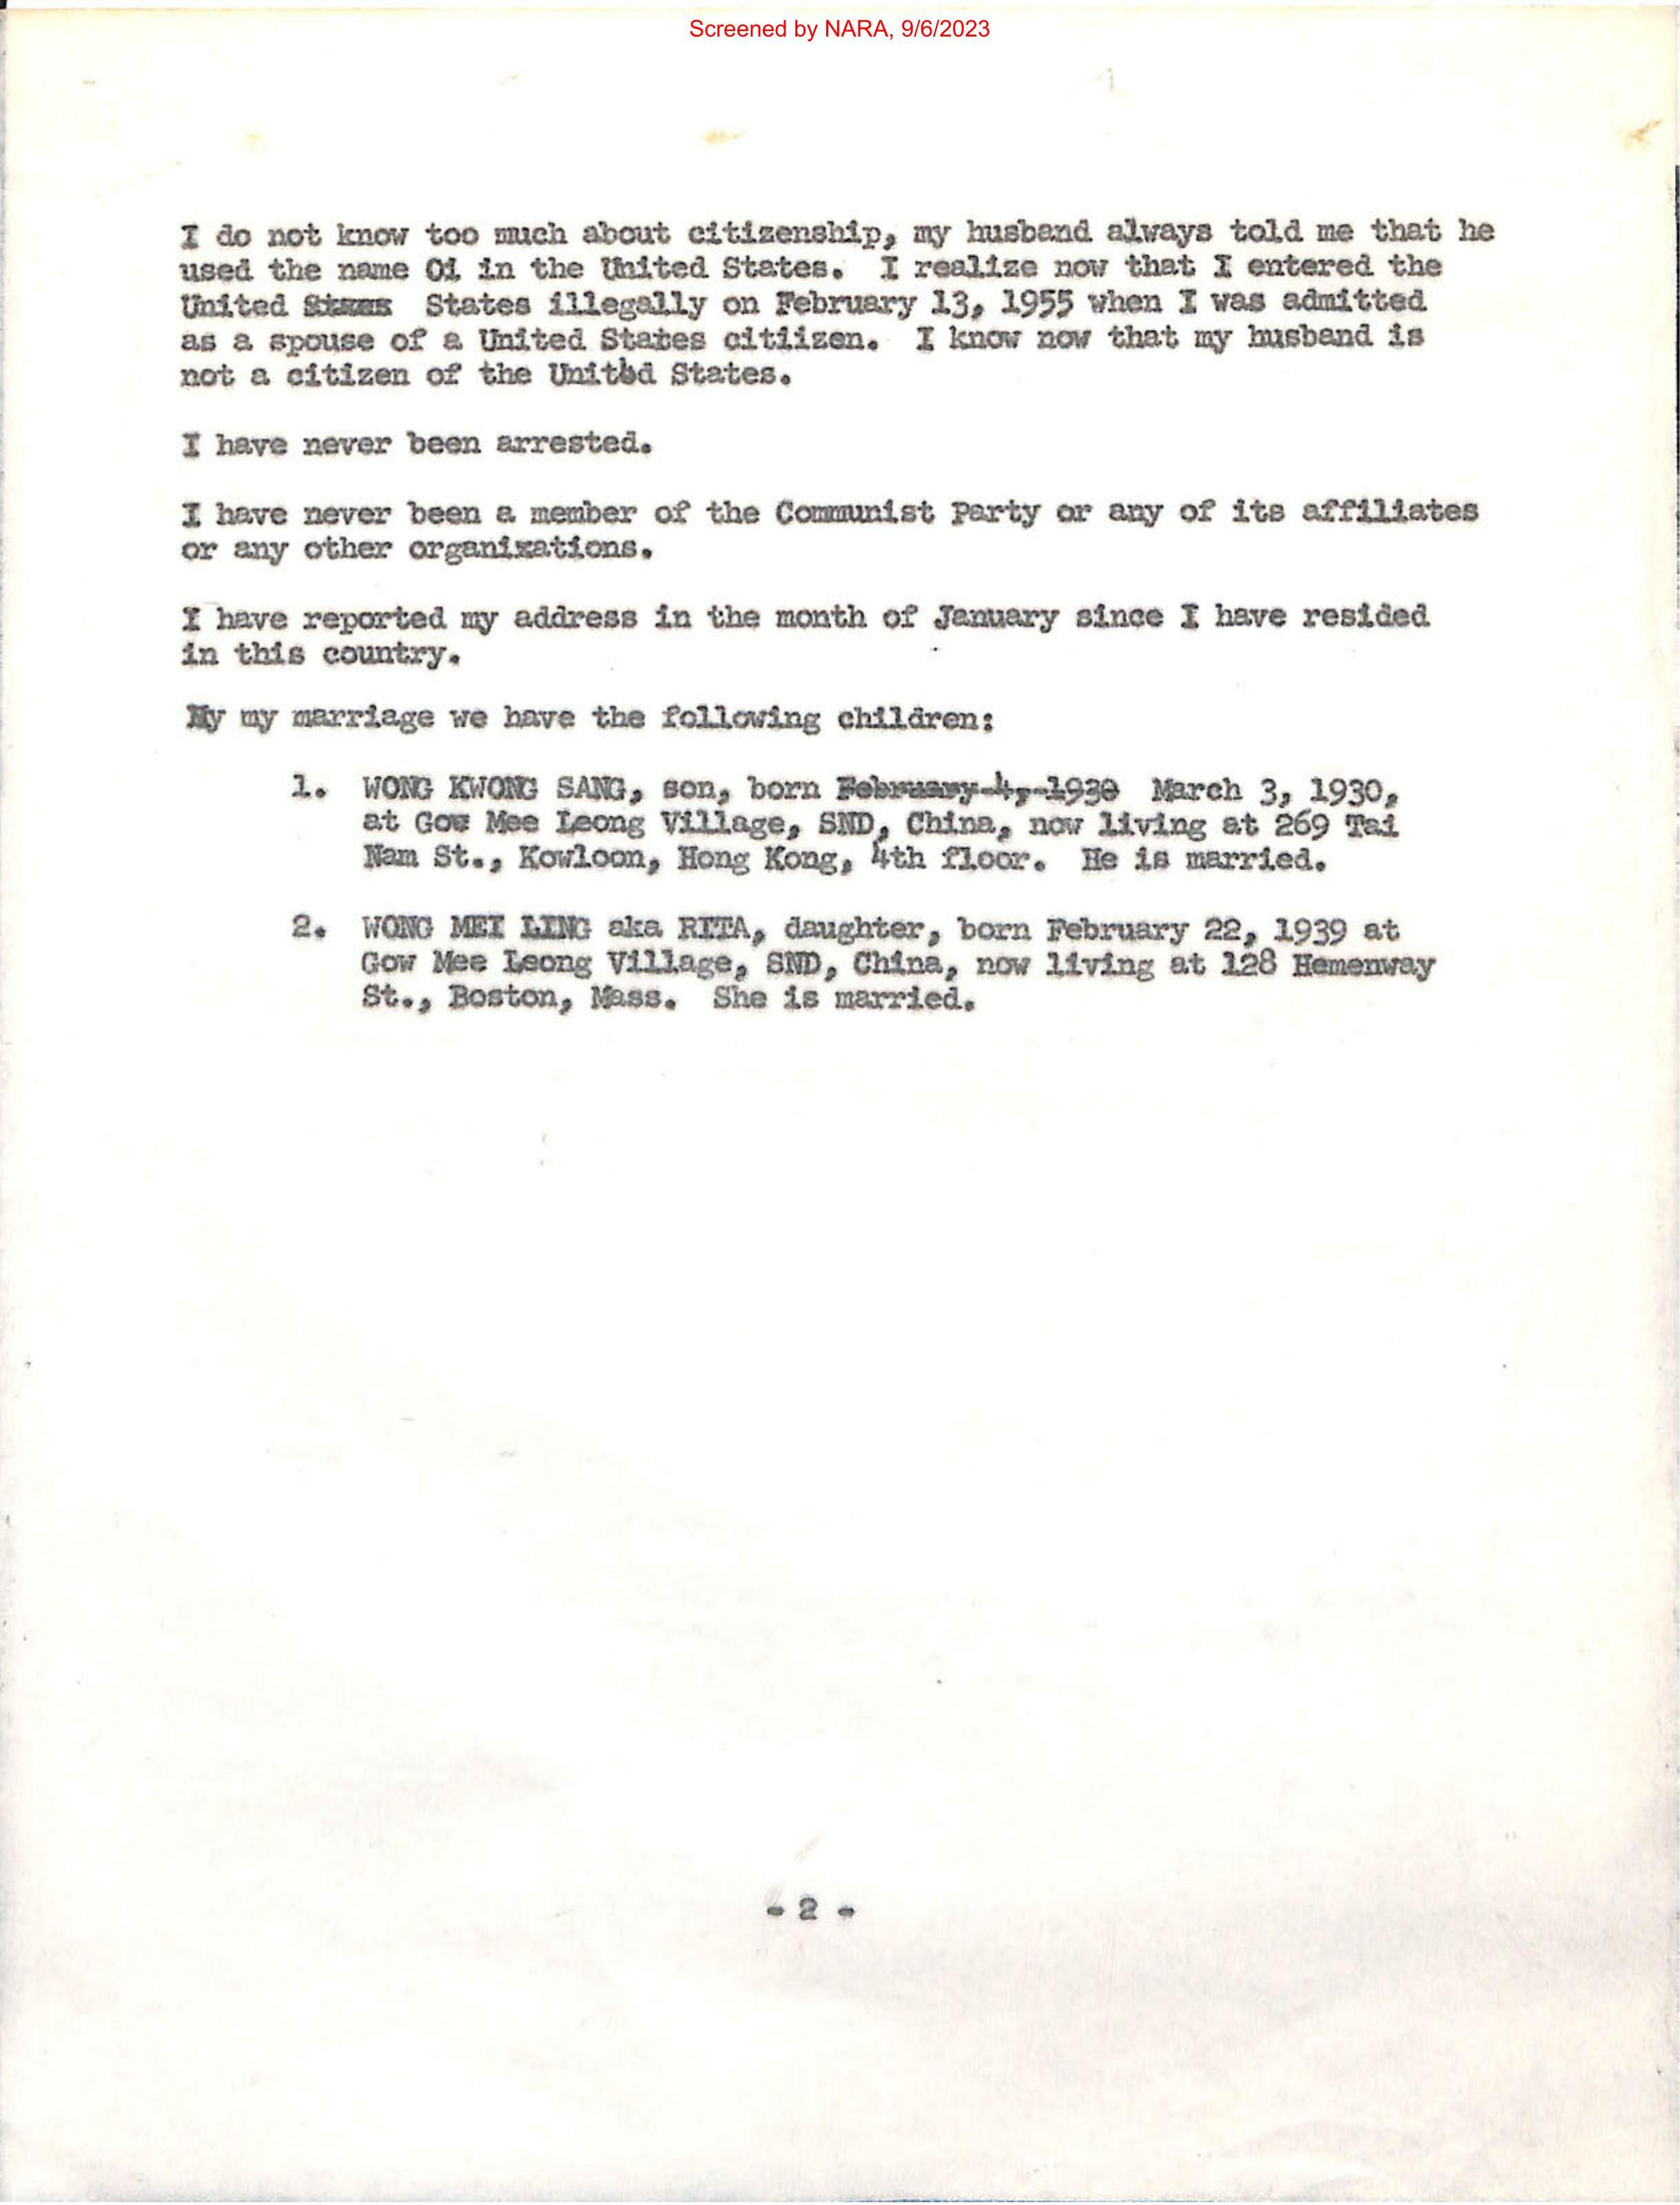 Screened by NARA, 9/6/2023
I do not know too much about citizenship, my husband always told me that he
used the name Oi in the United States. I realize now that I entered the
United States illegally on February 13, 1955 when I was admitted
as a spouse of a United States citiizen. I know now that my husband is
not a citizen of the United States.
I have never been arrested.
I have never been a member of the Communist Party or any of its affiliates
or any other organizations.
I have reported my address in the month of January since I have resided
in this country.
By my marriage we have the following children:
1. WONG KWONG SANG, son, born February 4, 1930 March 3, 1930,
at Gow Mee Leong Village, SND, China, now living at 269 Tai
Nam St., Kowloon, Hong Kong, 4th floor. He is married.
2. WONG MEI LING aka RITA, daughter, born February 22, 1939 at
Gow Mee Leong Village, SND, China, now living at 128 Hemenway
St., Boston, Mass. She is married.
- 2 -